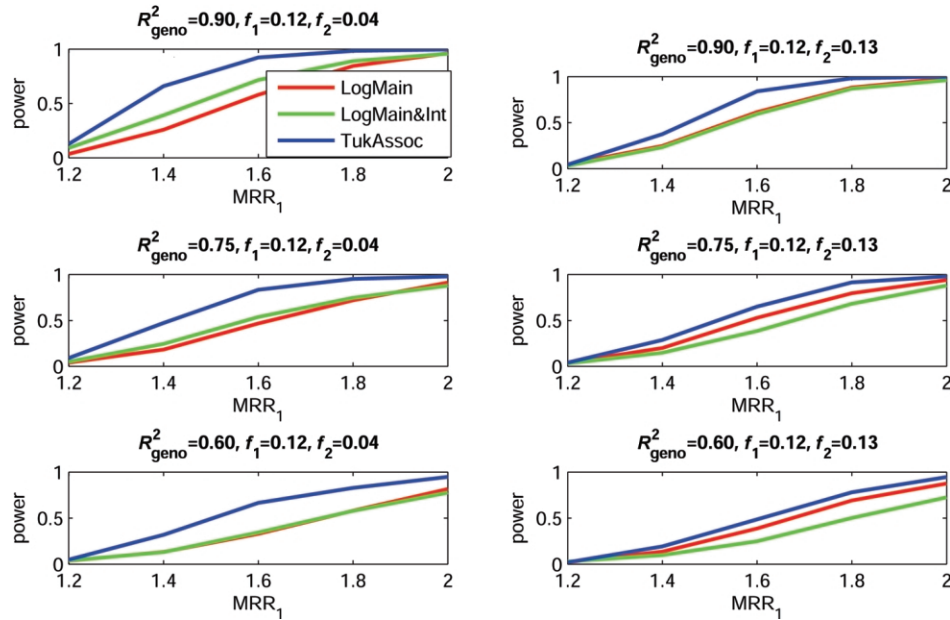 R²geno=0.90, f1=0.12, f2=0.04
1
0.5
0
power
LogMain
LogMain&Int
TukAssoc
1.2 1.4 1.6 1.8 2
MRR1
R²geno=0.90, f1=0.12, f2=0.13
1
0.5
0
power
1.2 1.4 1.6 1.8 2
MRR1
R²geno=0.75, f1=0.12, f2=0.04
1
0.5
0
power
1.2 1.4 1.6 1.8 2
MRR1
R²geno=0.75, f1=0.12, f2=0.13
1
0.5
0
power
1.2 1.4 1.6 1.8 2
MRR1
R²geno=0.60, f1=0.12, f2=0.04
1
0.5
0
power
1.2 1.4 1.6 1.8 2
MRR1
R²geno=0.60, f1=0.12, f2=0.13
1
0.5
0
power
1.2 1.4 1.6 1.8 2
MRR1